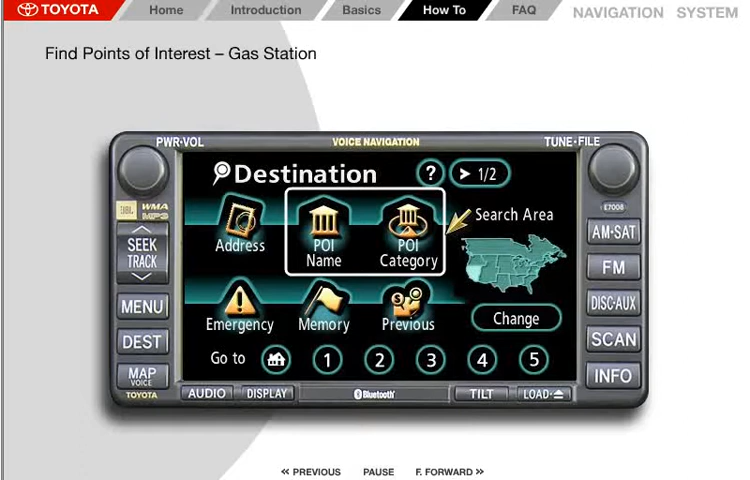 TOYOTA
Home
Introduction
Basics
How To
FAQ
NAVIGATION SYSTEM
Find Points of Interest – Gas Station
PWR·VOL
VOICE NAVIGATION
TUNE·FILE
Destination
?
1/2
JBL
WMA
MP3
E7008
SEEK
TRACK
Address
POI
Name
POI
Category
Search Area
AM·SAT
FM
MENU
Emergency
Memory
Previous
Change
DISC·AUX
DEST
SCAN
Go to
1
2
3
4
5
MAP
VOICE
INFO
TOYOTA
AUDIO
DISPLAY
Bluetooth
TILT
LOAD·
« PREVIOUS
PAUSE
F. FORWARD »